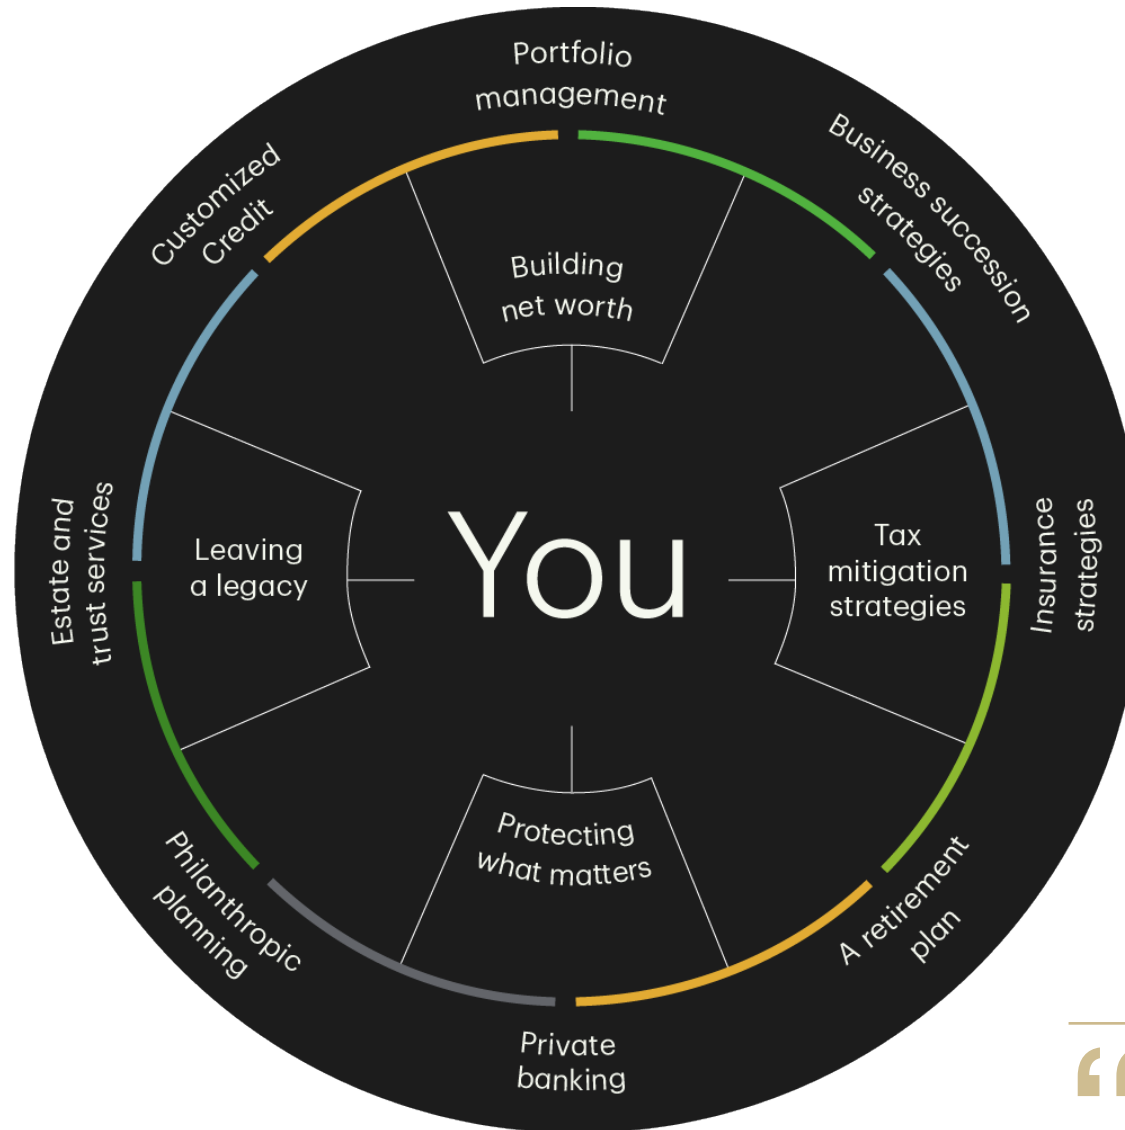 Portfolio
management
Business succession
strategies
Insurance
strategies
A retirement
plan
Private
banking
Philanthropic
planning
Estate and
trust services
Customized
Credit
Building
net worth
Tax
mitigation
strategies
Protecting
what matters
Leaving
a legacy
You
“